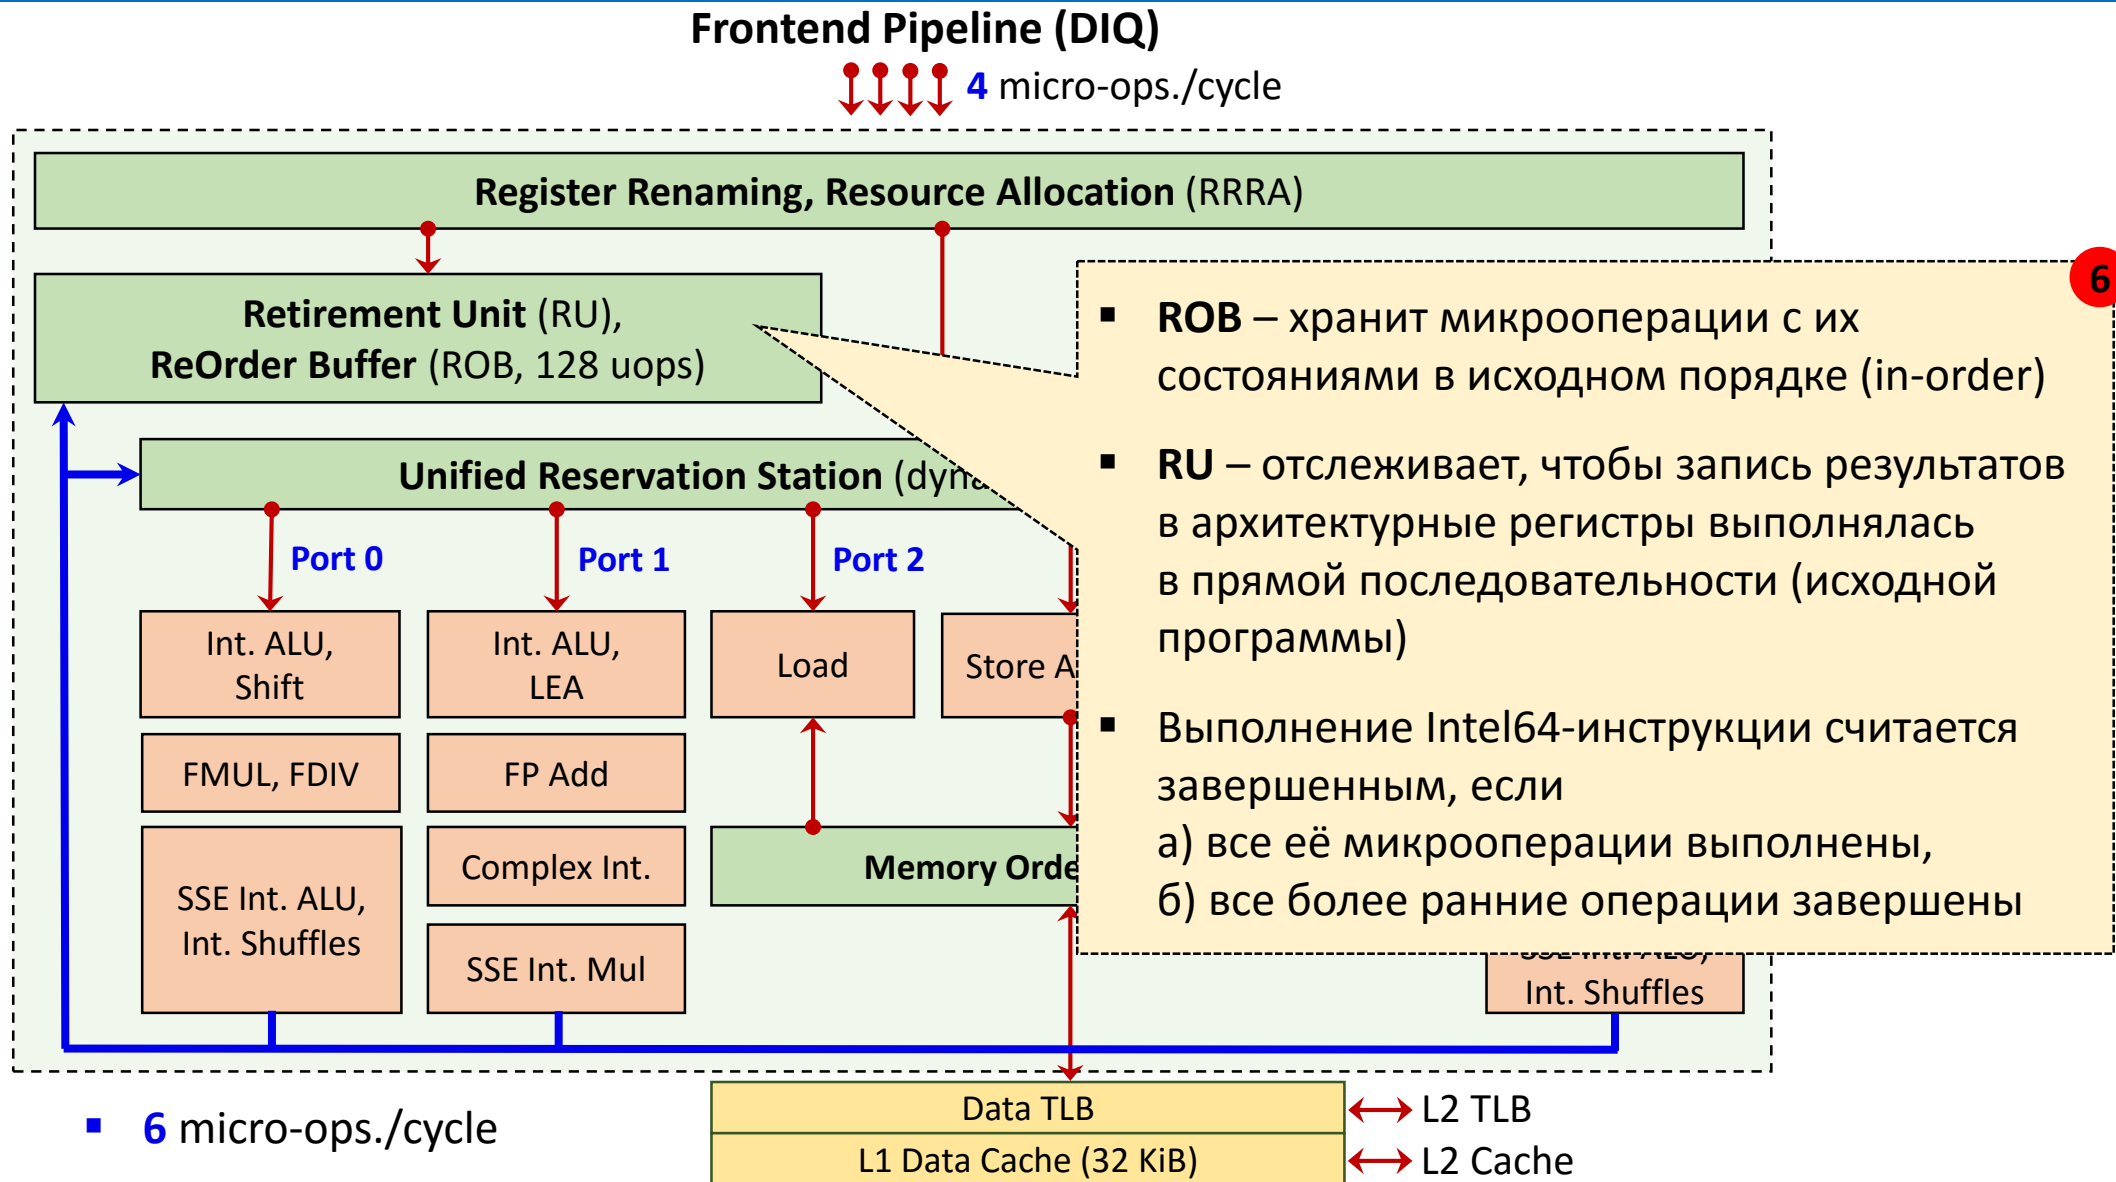 Frontend Pipeline (DIQ)
4 micro-ops./cycle
Register Renaming, Resource Allocation (RRRA)
Retirement Unit (RU),
ReOrder Buffer (ROB, 128 uops)
Unified Reservation Station
Port 0
Port 1
Port 2
Int. ALU,
Shift
Int. ALU,
LEA
Load
Store
FMUL, FDIV
FP Add
Complex Int.
Memory
SSE Int. ALU,
Int. Shuffles
SSE Int. Mul
6
▪ ROB – хранит микрооперации с их
состояниями в исходном порядке (in-order)
▪ RU – отслеживает, чтобы запись результатов
в архитектурные регистры выполнялась
в прямой последовательности (исходной
программы)
▪ Выполнение Intel64-инструкции считается
завершенным, если
а) все её микрооперации выполнены,
б) все более ранние операции завершены
Int. Shuffles
▪ 6 micro-ops./cycle
Data TLB
L2 TLB
L1 Data Cache (32 KiB)
L2 Cache